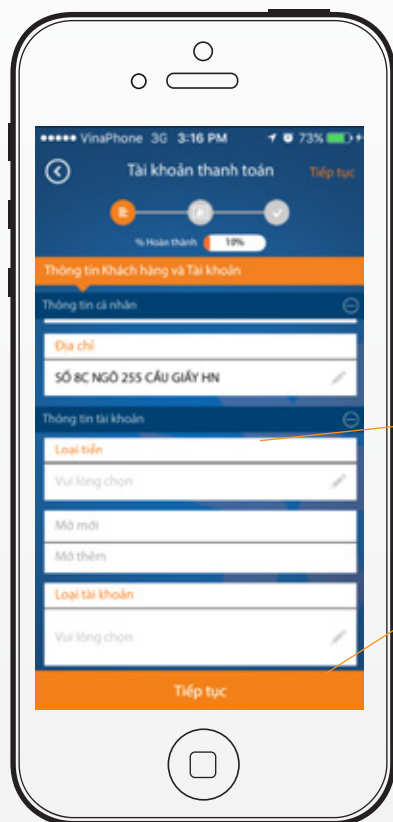 VinaPhone 3G 3:16 PM 73%
Tài khoản thanh toán Tiếp tục
% Hoàn thành 10%
Thông tin Khách hàng và Tài khoản
Thông tin cá nhân
Địa chỉ
SỐ 8C NGÕ 255 CẦU GIẤY HN
Thông tin tài khoản
Loại tiền
Vui lòng chọn
Mở mới
Mở thêm
Loại tài khoản
Vui lòng chọn
Tiếp tục